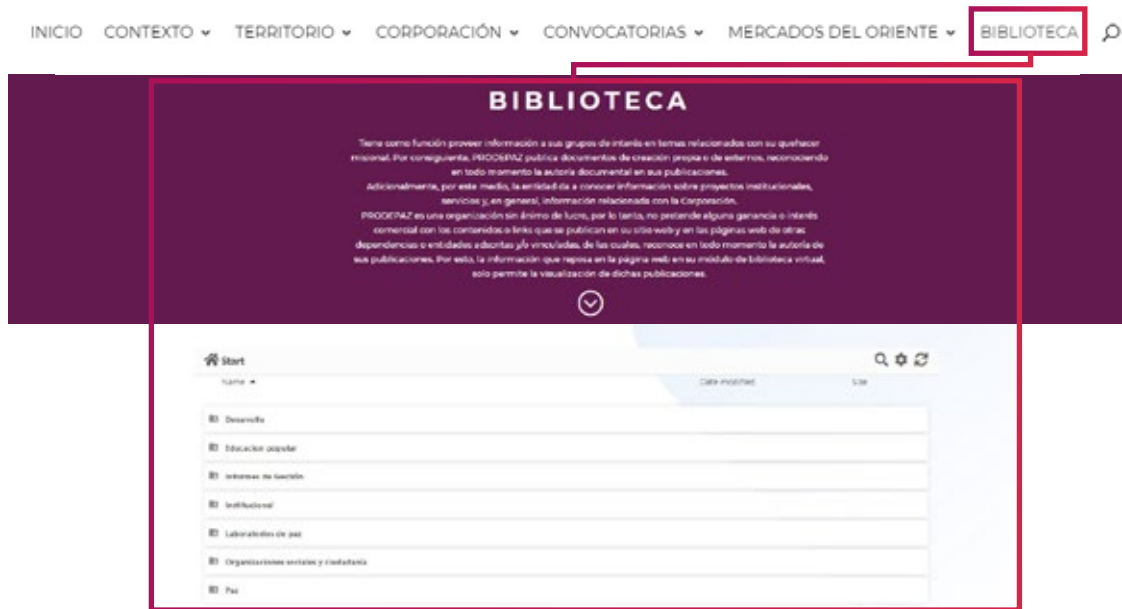 INICIO CONTEXTO TERRITORIO CORPORACIÓN CONVOCATORIAS MERCADOS DEL ORIENTE BIBLIOTECA
BIBLIOTECA
Tiene como función proveer información a sus grupos de interés en temas relacionados con su quehacer
misional. Por consiguiente, PRODEPAZ publica documentos de creación propia o de externos, reconociendo
en todo momento la autoría documental en sus publicaciones.
Adicionalmente, por este medio, la entidad da a conocer información sobre proyectos institucionales,
servicios y, en general, información relacionada con la Corporación.
PRODEPAZ es una organización sin ánimo de lucro, por lo tanto, no pretende alguna ganancia o interés
comercial con los contenidos o links que se publican en su sitio web y en las páginas web de otras
dependencias o entidades adscritas y/o vinculadas, de las cuales, reconoce en todo momento la autoría de
sus publicaciones. Por esto, la información que reposa en la página web en su módulo de biblioteca virtual,
solo permite la visualización de dichas publicaciones.
Start
Name Date modified Size
Desarrollo
Educacion popular
Informes de Gestión
Institucional
Laboratorios de paz
Organizaciones sociales y ciudadanía
Paz